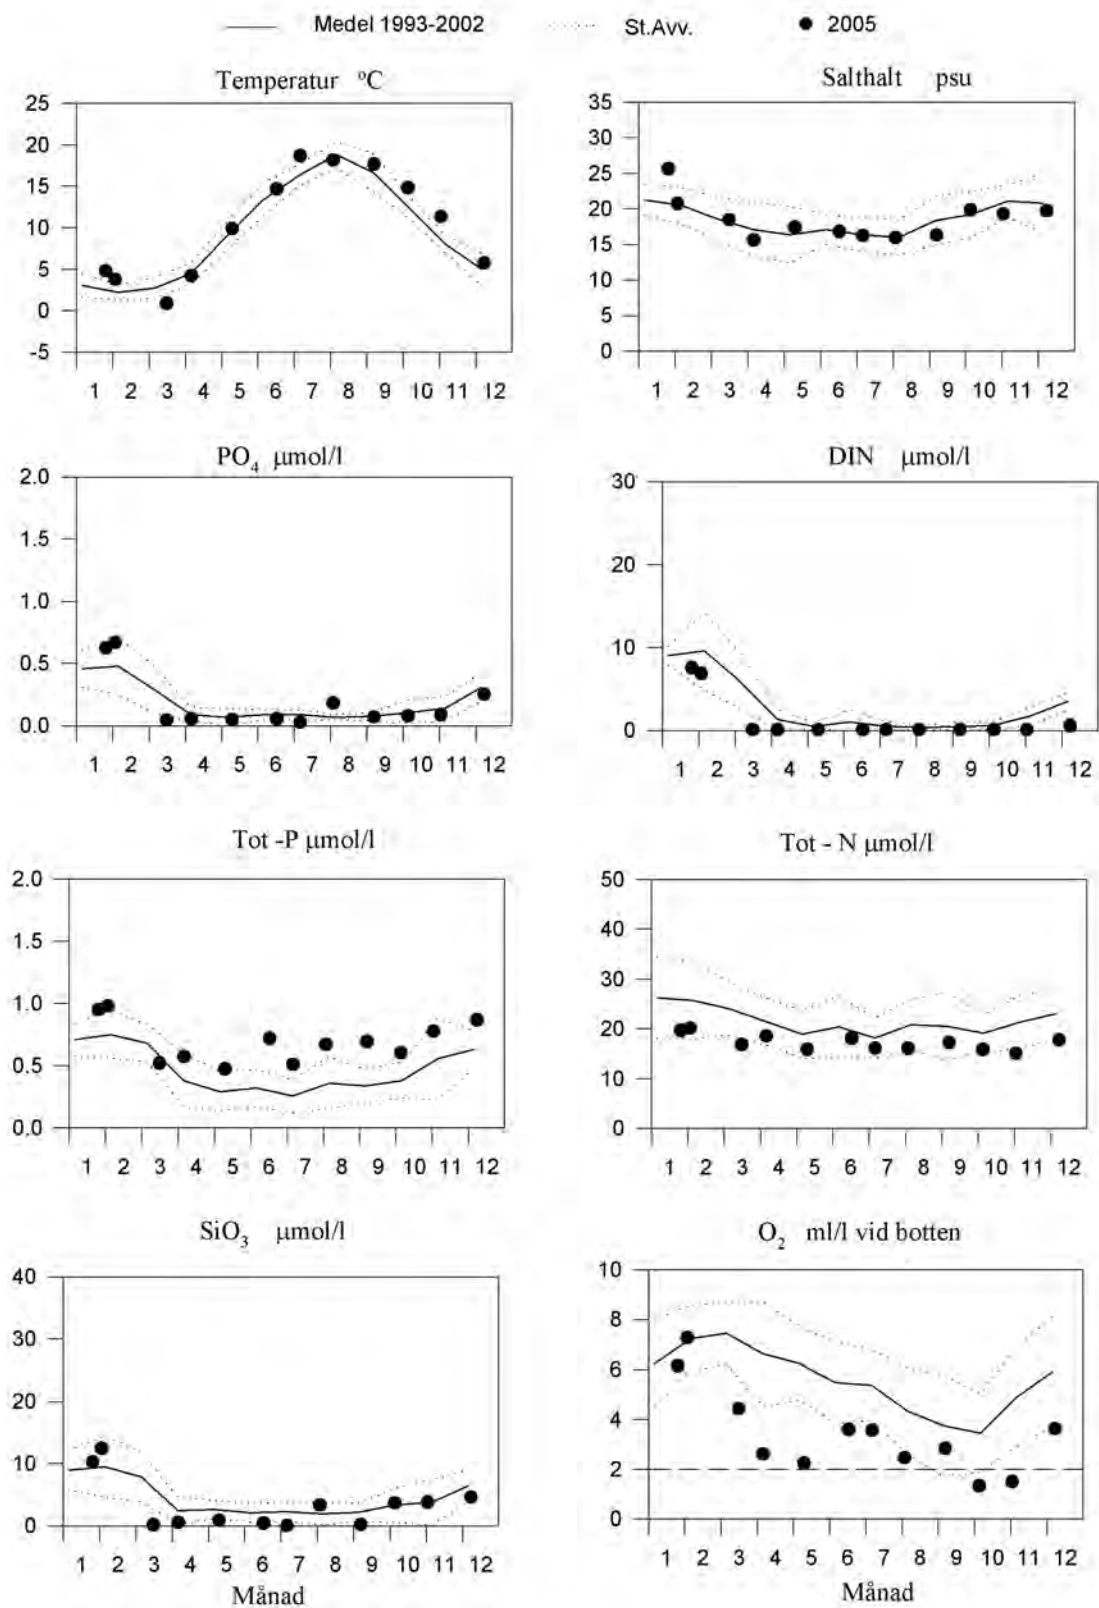 Medel 1993-2002 St.Avv. 2005
Temperatur °C
25
20
15
10
5
0
-5
1 2 3 4 5 6 7 8 9 10 11 12
Salthalt psu
35
30
25
20
15
10
5
0
1 2 3 4 5 6 7 8 9 10 11 12
PO4 µmol/l
2.0
1.5
1.0
0.5
0.0
1 2 3 4 5 6 7 8 9 10 11 12
DIN µmol/l
30
20
10
0
1 2 3 4 5 6 7 8 9 10 11 12
Tot -P µmol/l
2.0
1.5
1.0
0.5
0.0
1 2 3 4 5 6 7 8 9 10 11 12
Tot - N µmol/l
50
40
30
20
10
0
1 2 3 4 5 6 7 8 9 10 11 12
SiO3 µmol/l
40
30
20
10
0
1 2 3 4 5 6 7 8 9 10 11 12
Månad
O2 ml/l vid botten
10
8
6
4
2
0
1 2 3 4 5 6 7 8 9 10 11 12
Månad